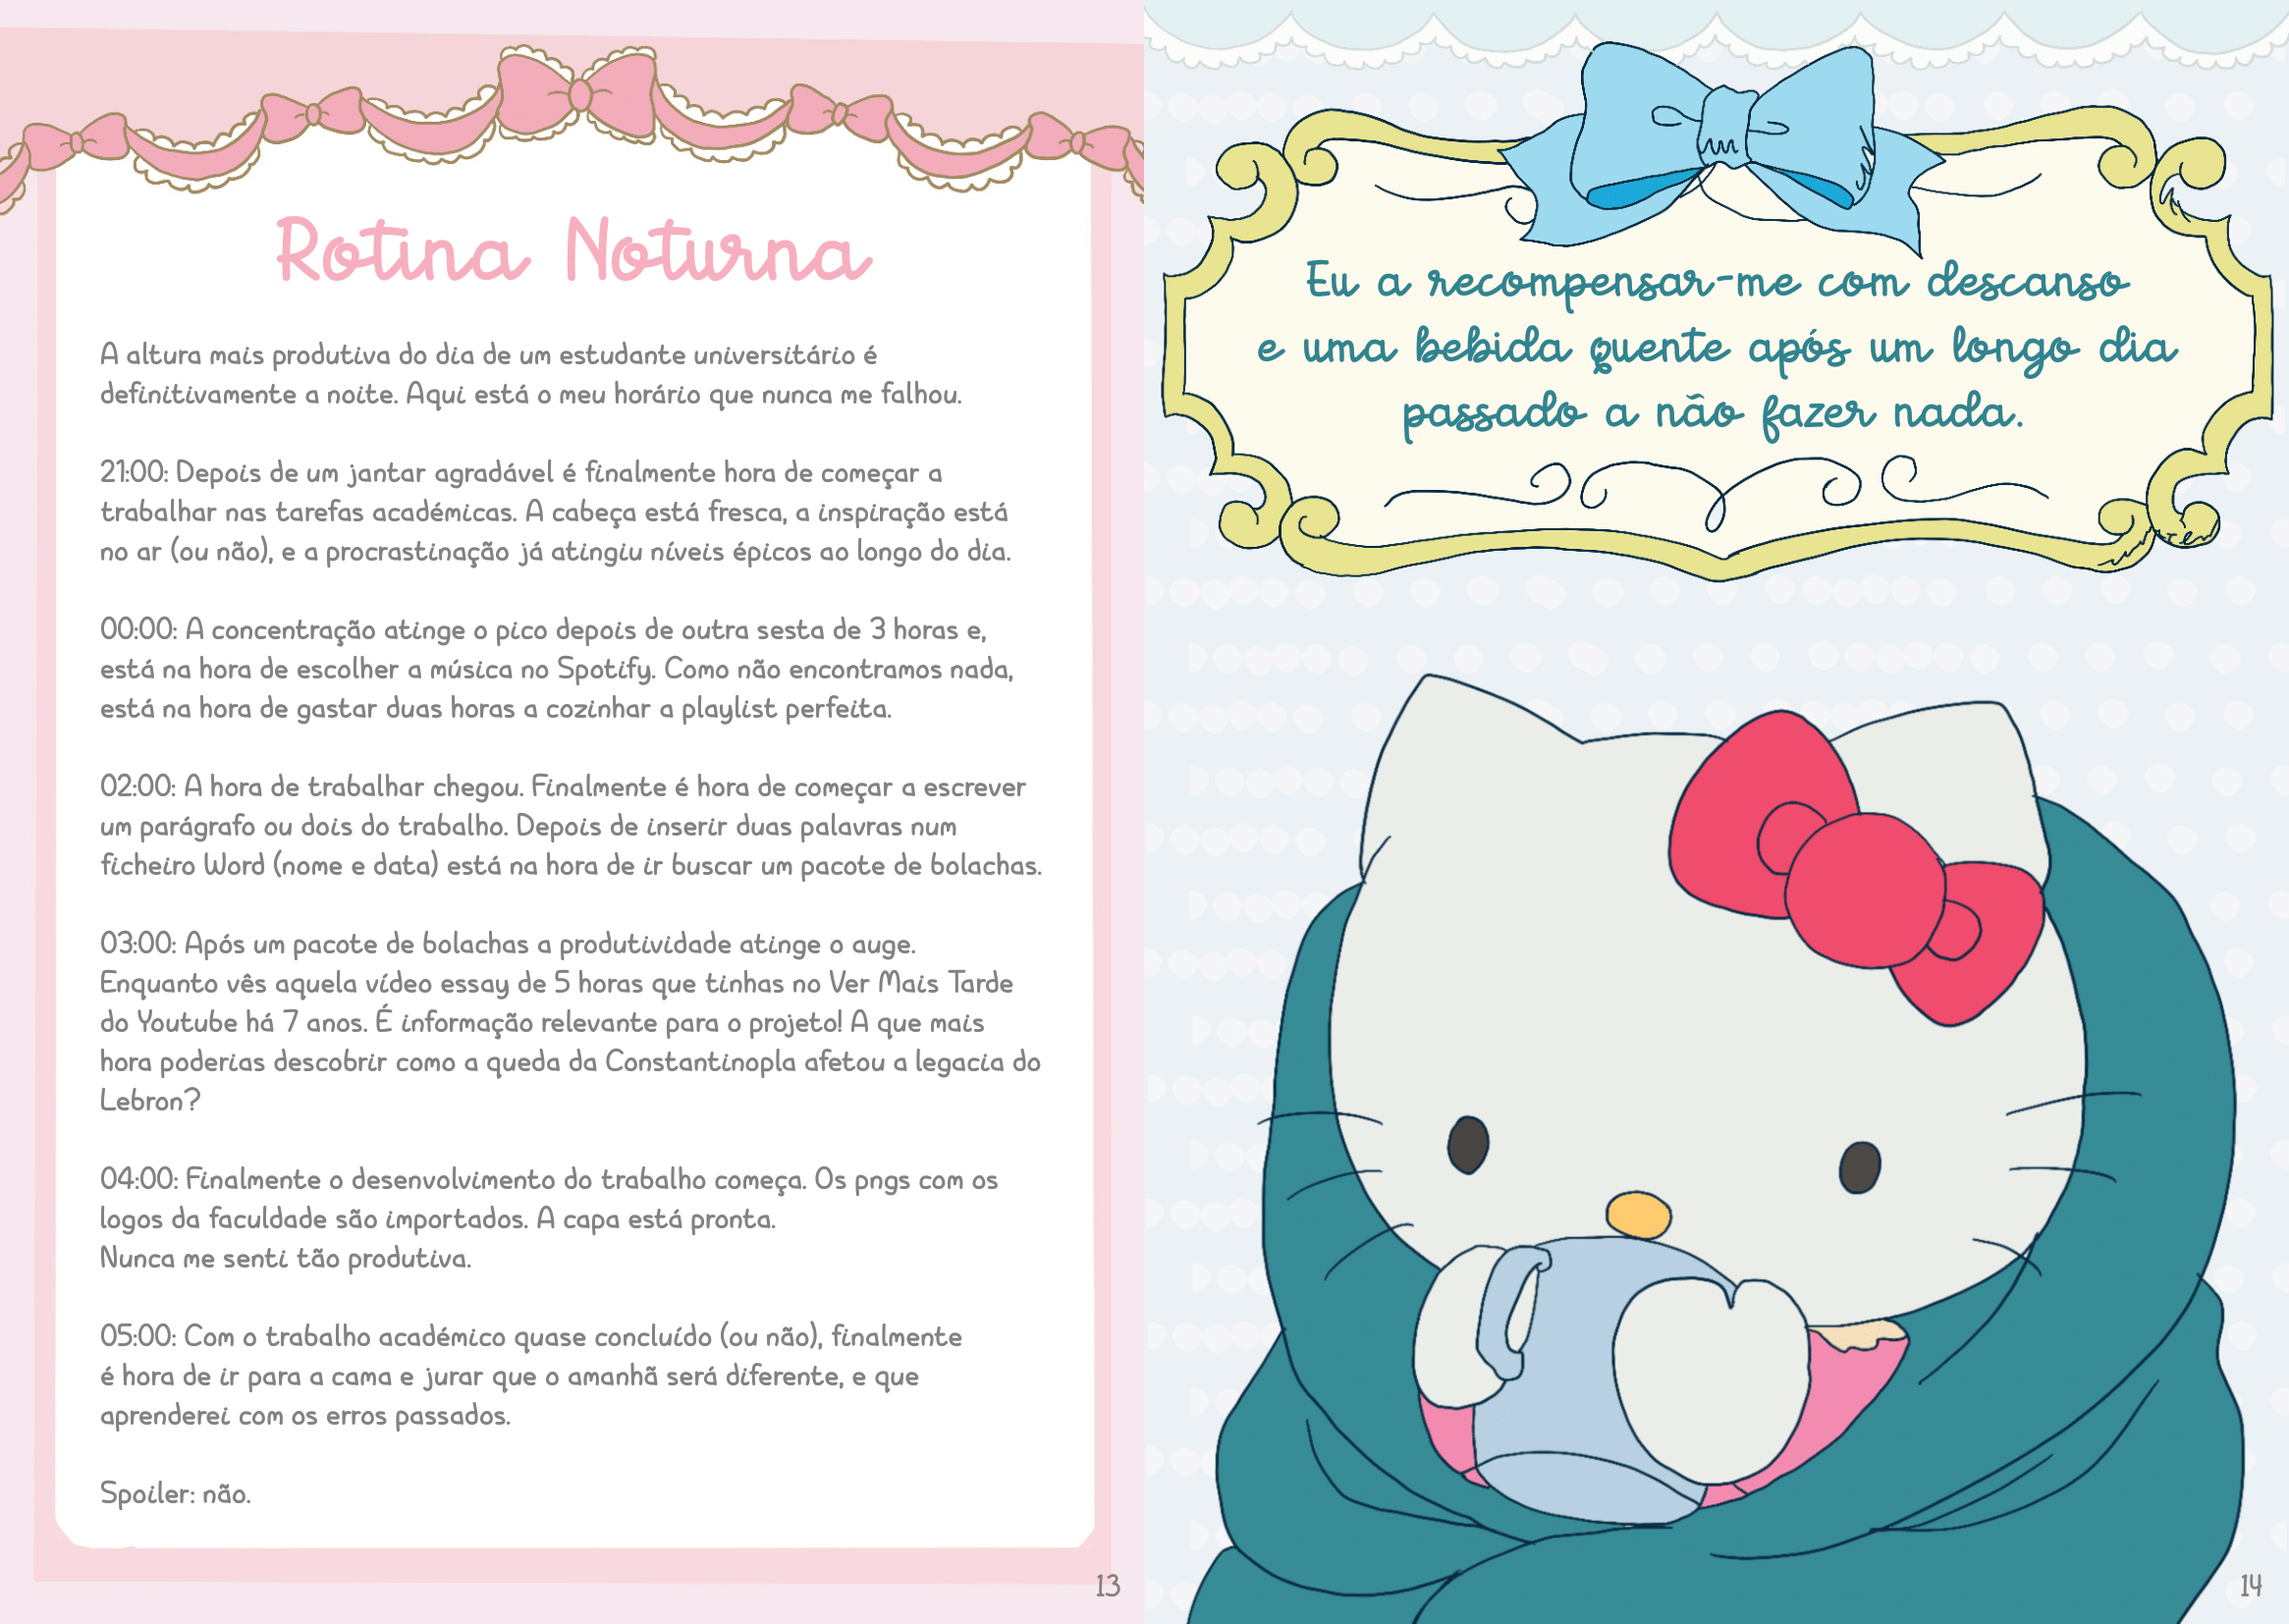 Rotina Noturna
A altura mais produtiva do dia de um estudante universitário é
definitivamente a noite. Aqui está o meu horário que nunca me falhou.
21:00: Depois de um jantar agradável é finalmente hora de começar a
trabalhar nas tarefas académicas. A cabeça está fresca, a inspiração está
no ar (ou não), e a procrastinação já atingiu níveis épicos ao longo do dia.
00:00: A concentração atinge o pico depois de outra sesta de 3 horas e,
está na hora de escolher a música no Spotify. Como não encontramos nada,
está na hora de gastar duas horas a cozinhar a playlist perfeita.
02:00: A hora de trabalhar chegou. Finalmente é hora de começar a escrever
um parágrafo ou dois do trabalho. Depois de inserir duas palavras num
ficheiro Word (nome e data) está na hora de ir buscar um pacote de bolachas.
03:00: Após um pacote de bolachas a produtividade atinge o auge.
Enquanto vês aquela vídeo essay de 5 horas que tinhas no Ver Mais Tarde
do Youtube há 7 anos. É informação relevante para o projeto! A que mais
hora poderias descobrir como a queda da Constantinopla afetou a legacia do
Lebron?
04:00: Finalmente o desenvolvimento do trabalho começa. Os pngs com os
logos da faculdade são importados. A capa está pronta.
Nunca me senti tão produtiva.
05:00: Com o trabalho académico quase concluído (ou não), finalmente
é hora de ir para a cama e jurar que o amanhã será diferente, e que
aprenderei com os erros passados.
Spoiler: não.
13
Eu a recompensar-me com descanso
e uma bebida quente após um longo dia
passado a não fazer nada.
14